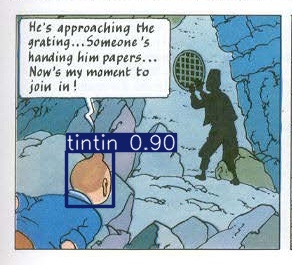 He's approaching the
grating...Someone's
handing him papers...
Now's my moment to
join in!
tintin 0.90